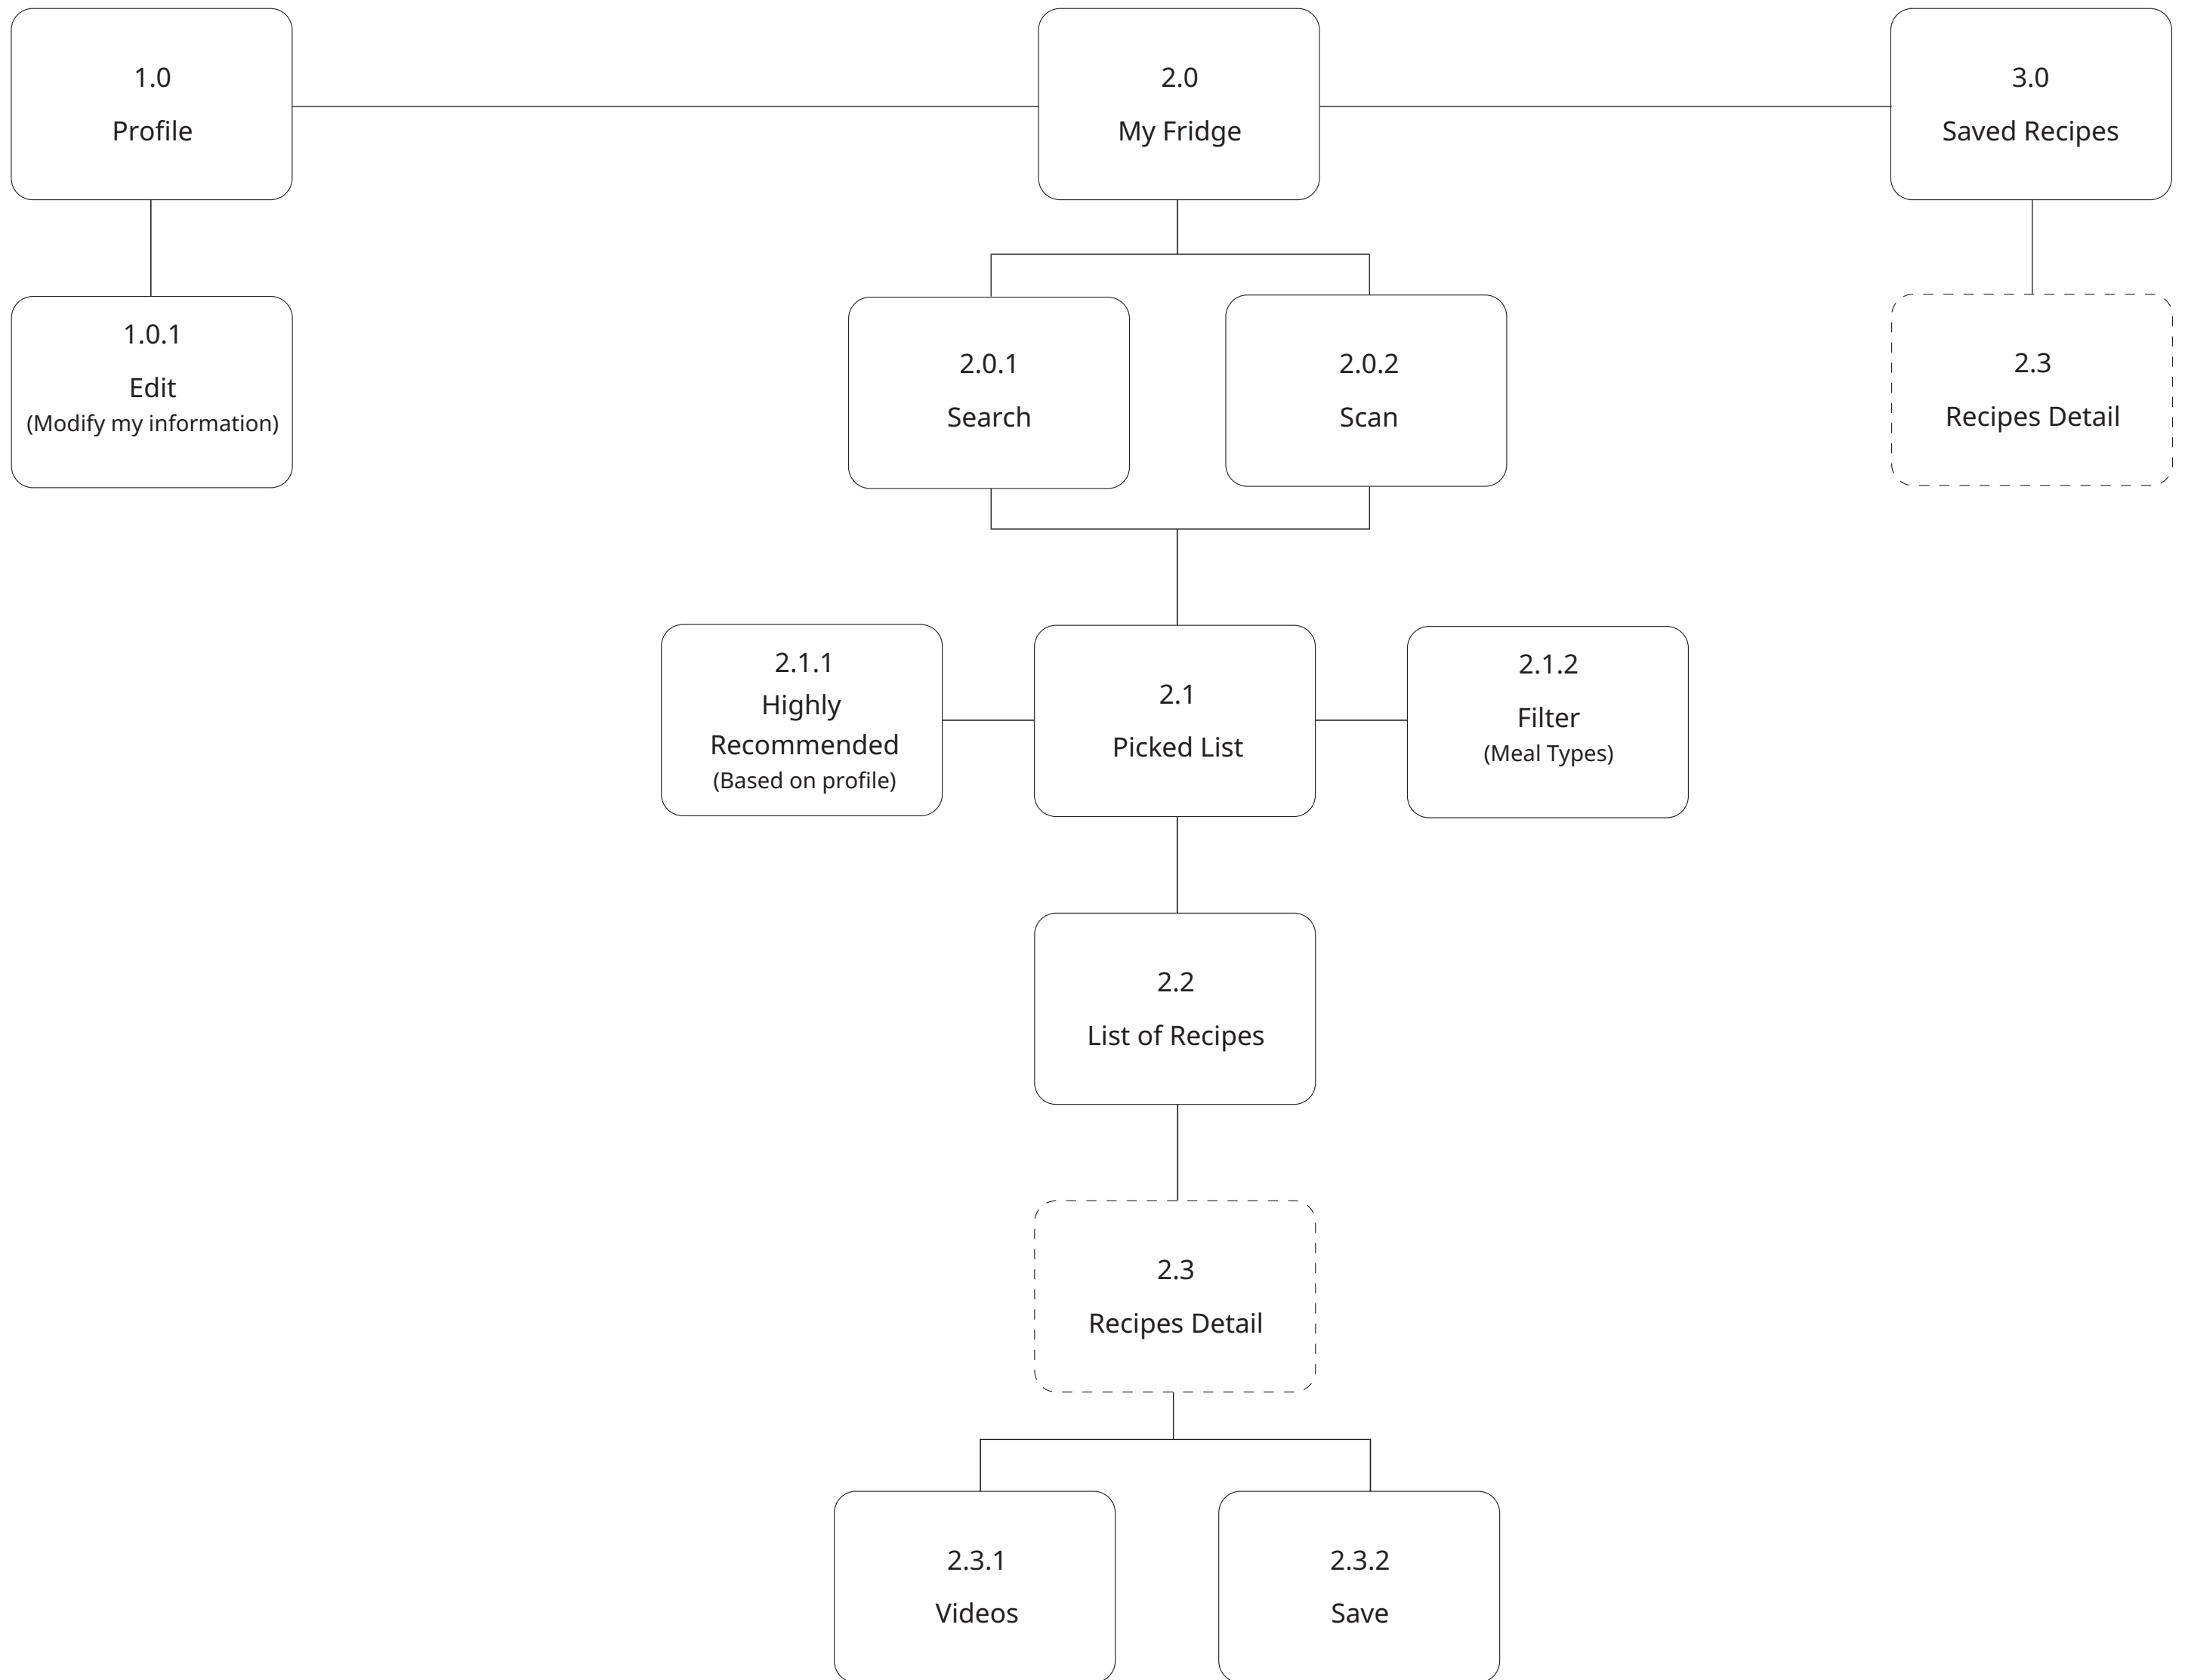 1.0
Profile
2.0
My Fridge
3.0
Saved Recipes
1.0.1
Edit
(Modify my information)
2.0.1
Search
2.0.2
Scan
2.3
Recipes Detail
2.1.1
Highly
Recommended
(Based on profile)
2.1
Picked List
2.1.2
Filter
(Meal Types)
2.2
List of Recipes
2.3
Recipes Detail
2.3.1
Videos
2.3.2
Save